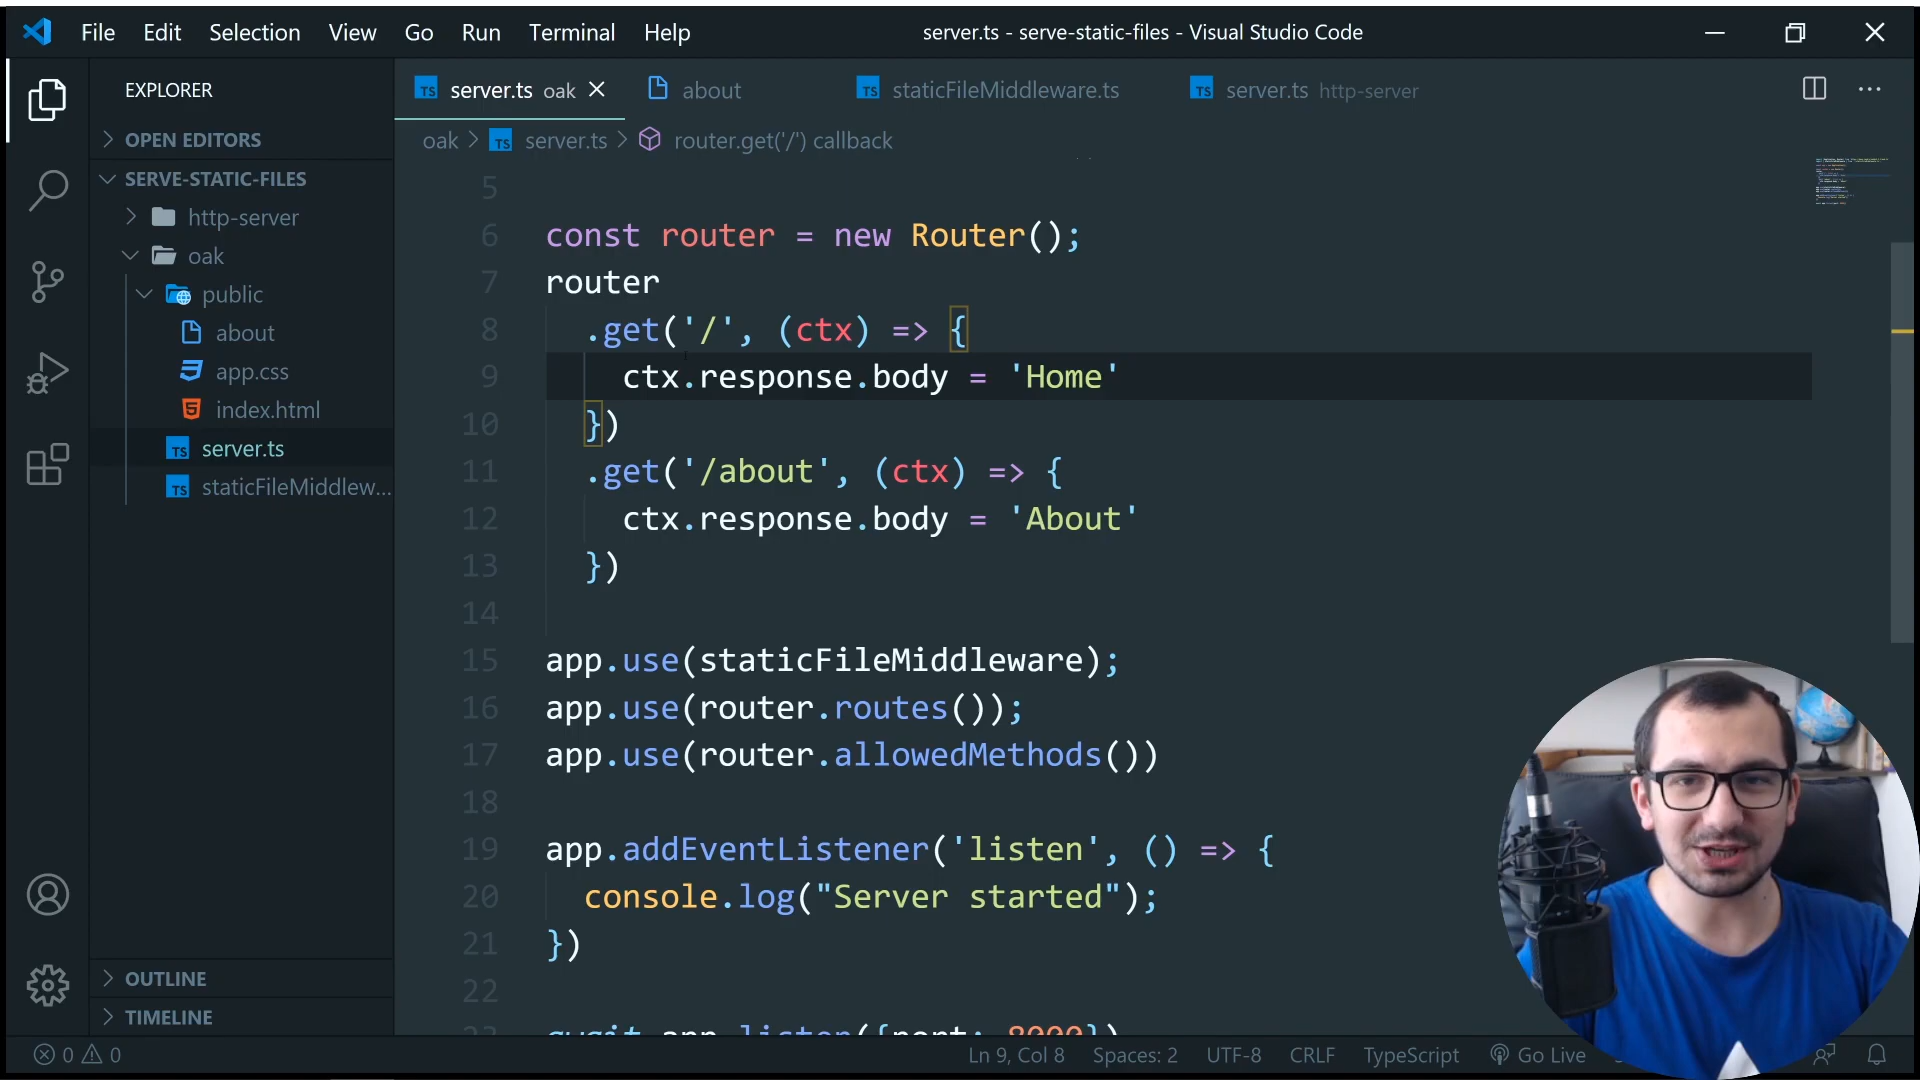 File Edit Selection View Go Run Terminal Help
server.ts - serve-static-files - Visual Studio Code
EXPLORER
OPEN EDITORS
SERVE-STATIC-FILES
http-server
oak
public
about
app.css
index.html
server.ts
staticFileMiddlew...
OUTLINE
TIMELINE
server.ts oak
about
staticFileMiddleware.ts
server.ts http-server
oak > server.ts > router.get('/') callback
5
6 const router = new Router();
7 router
8 .get('/', (ctx) => {
9 ctx.response.body = 'Home'
10 })
11 .get('/about', (ctx) => {
12 ctx.response.body = 'About'
13 })
14
15 app.use(staticFileMiddleware);
16 app.use(router.routes());
17 app.use(router.allowedMethods())
18
19 app.addEventListener('listen', () => {
20 console.log("Server started");
21 })
22
23 await app.listen({port: 8000})
0 0
Ln 9, Col 8 Spaces: 2 UTF-8 CRLF TypeScript Go Live